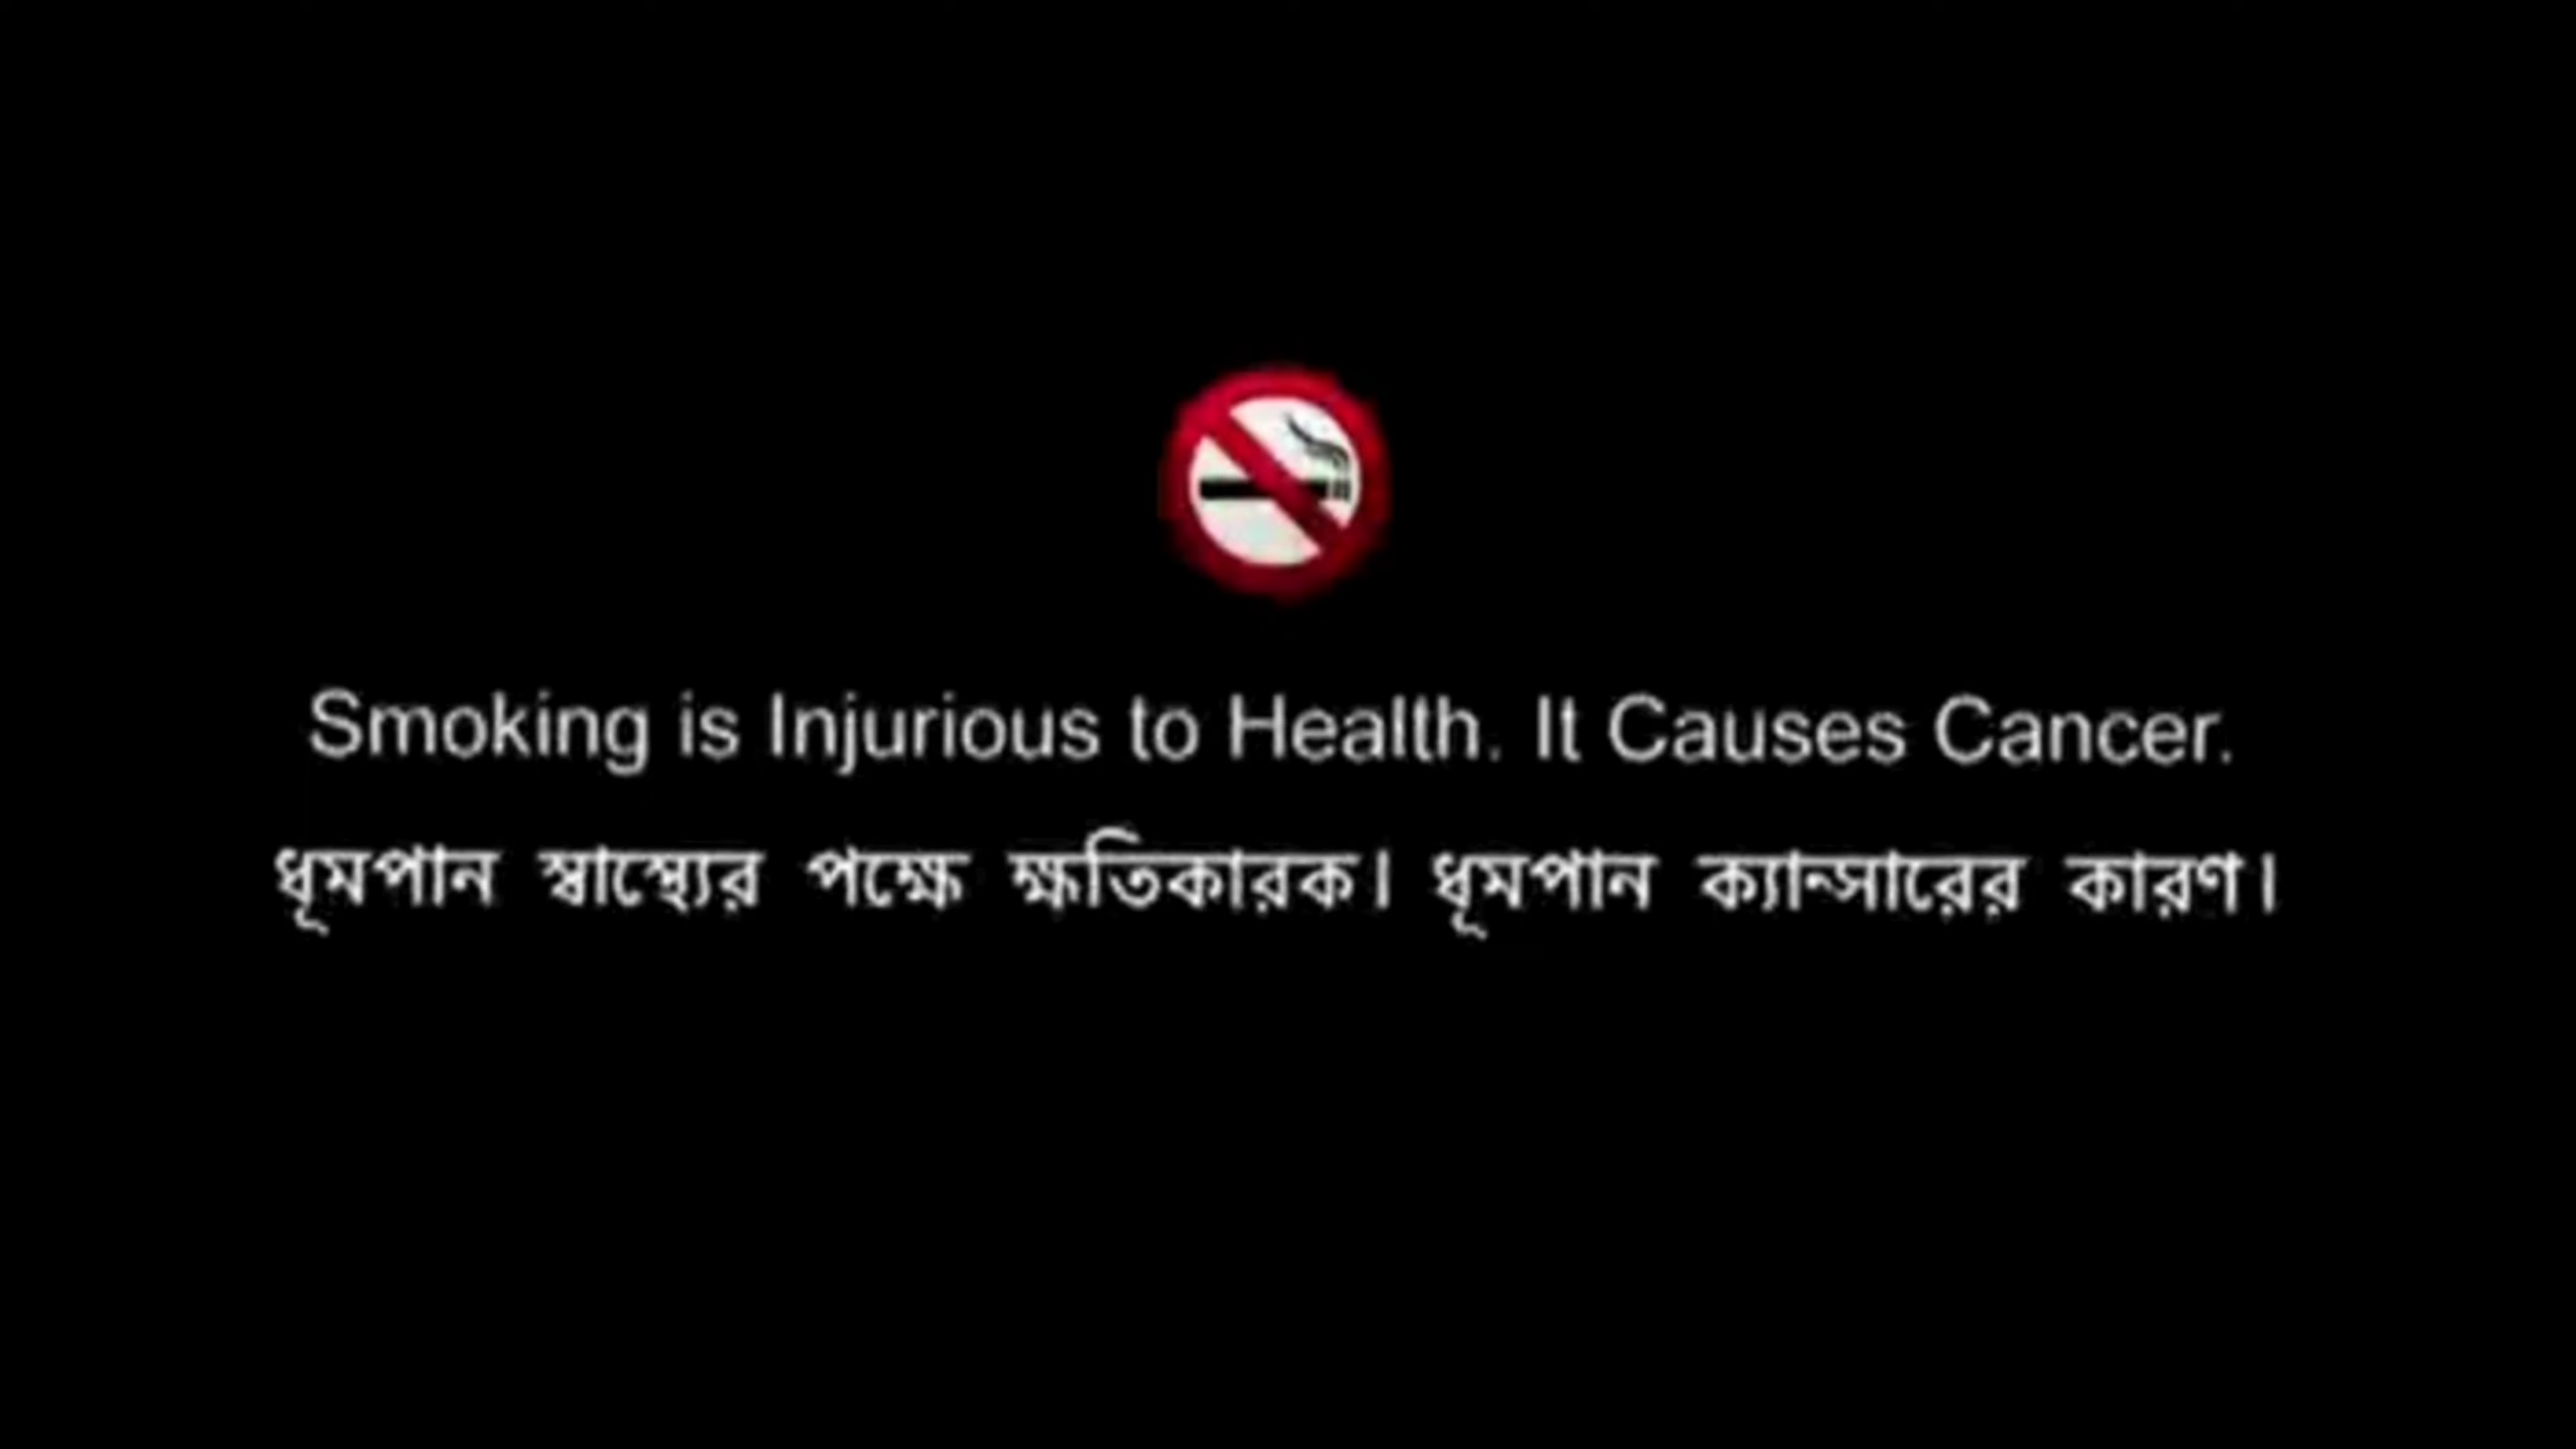 Smoking is Injurious to Health. It Causes Cancer.
ধূমপান স্বাস্থ্যের পক্ষে ক্ষতিকারক। ধূমপান ক্যান্সারের কারণ।